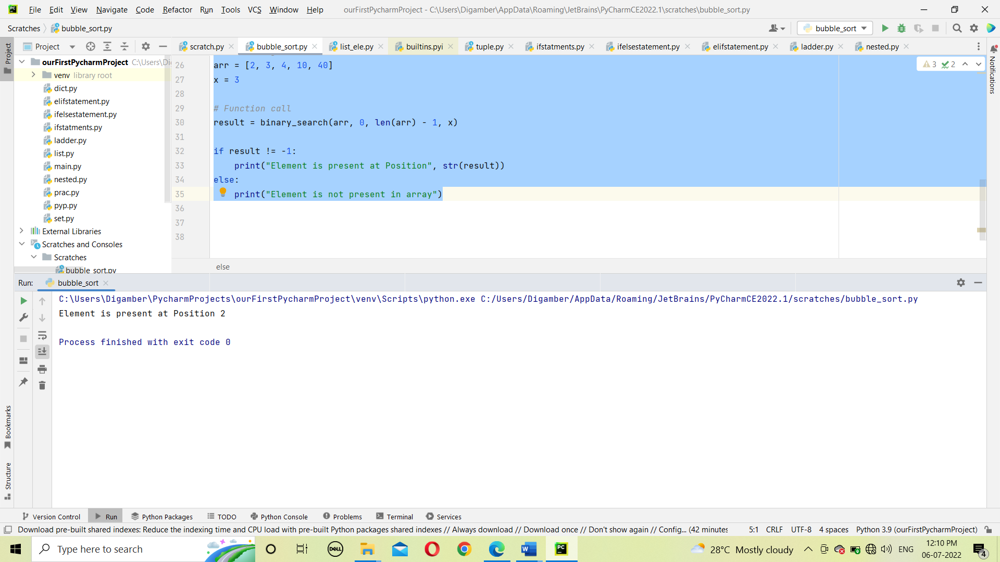 PC File Edit View Navigate Code Refactor Run Tools VCS Window Help ourFirstPycharmProject - C:\Users\Digamber\AppData\Roaming\JetBrains\PyCharmCE2022.1\scratches\bubble_sort.py
Scratches bubble_sort.py bubble_sort
Project
Project
scratch.py bubble_sort.py list_ele.py builtins.pyi tuple.py ifstatments.py ifelsestatement.py elifstatement.py ladder.py nested.py
Notifications
ourFirstPycharmProject C:\Users\Di
venv library root
dict.py
elifstatement.py
ifelsestatement.py
ifstatments.py
ladder.py
list.py
main.py
nested.py
prac.py
pyp.py
set.py
External Libraries
Scratches and Consoles
Scratches
bubble_sort.py
3 2
26 arr = [2, 3, 4, 10, 40]
27 x = 3
28
29 # Function call
30 result = binary_search(arr, 0, len(arr) - 1, x)
31
32 if result != -1:
33 print("Element is present at Position", str(result))
34 else:
35 print("Element is not present in array")
36
37
38
else
Run: bubble_sort
C:\Users\Digamber\PycharmProjects\ourFirstPycharmProject\venv\Scripts\python.exe C:/Users/Digamber/AppData/Roaming/JetBrains/PyCharmCE2022.1/scratches/bubble_sort.py
Element is present at Position 2
Process finished with exit code 0
Bookmarks
Structure
Version Control Run Python Packages TODO Python Console Problems Terminal Services
Download pre-built shared indexes: Reduce the indexing time and CPU load with pre-built Python packages shared indexes // Always download // Download once // Don't show again // Config... (42 minutes 5:1 CRLF UTF-8 4 spaces Python 3.9 (ourFirstPycharmProject)
Type here to search DELL W PC 28°C Mostly cloudy ENG 12:10 PM
06-07-2022 4